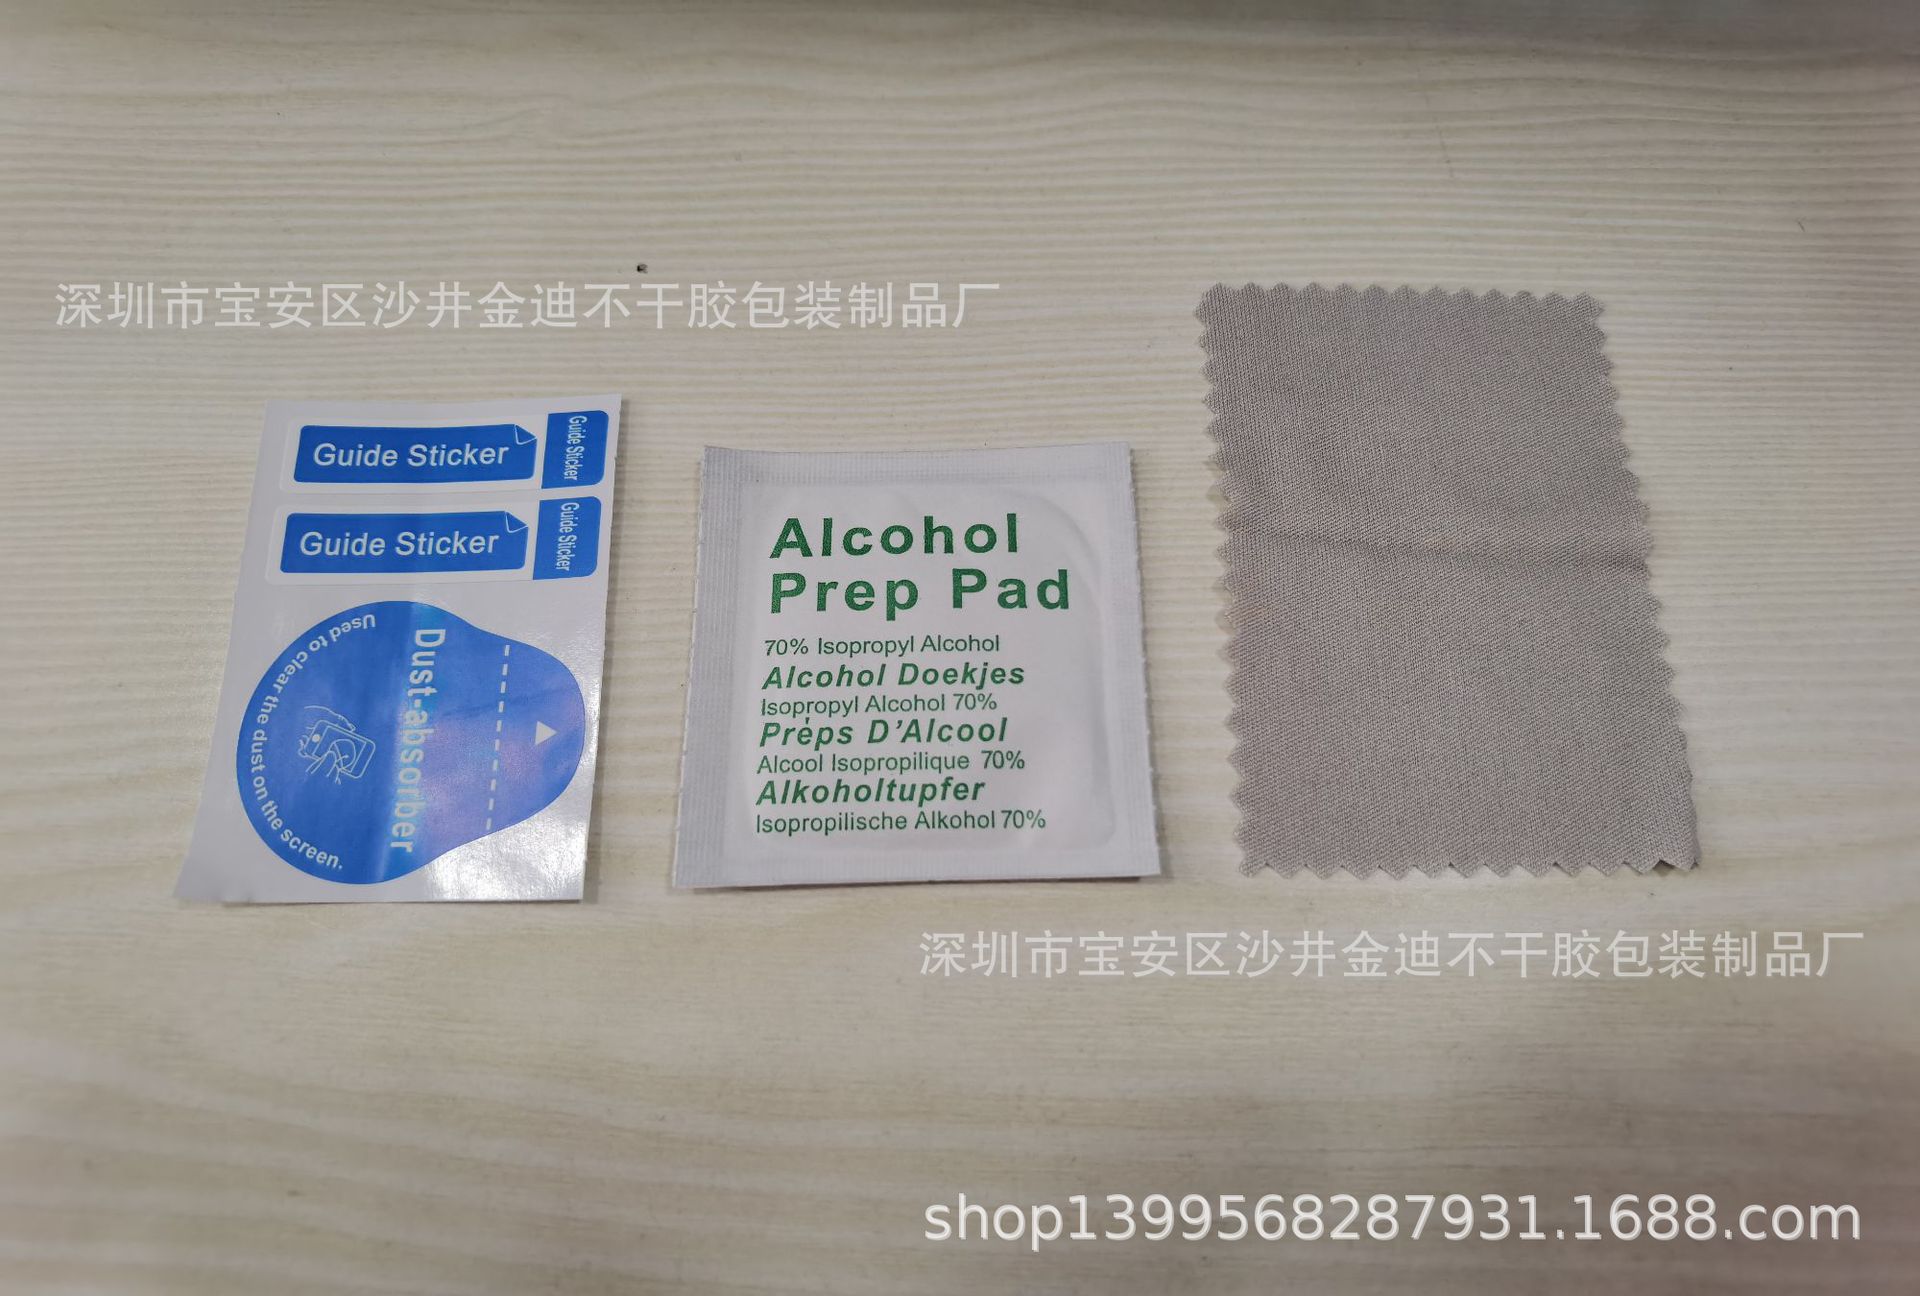 深圳市宝安区沙井金迪不干胶包装制品厂
Guide Sticker
Guide Sticker
Guide Sticker
Guide Sticker
Dust-absorber
Used to clear the dust on the screen.
Alcohol
Prep Pad
70% Isopropyl Alcohol
Alcohol Doekjes
Isopropyl Alcohol 70%
Prėps D’Alcool
Alcool Isopropilique 70%
Alkoholtupfer
Isopropilische Alkohol 70%
深圳市宝安区沙井金迪不干胶包装制品厂
shop1399568287931.1688.com